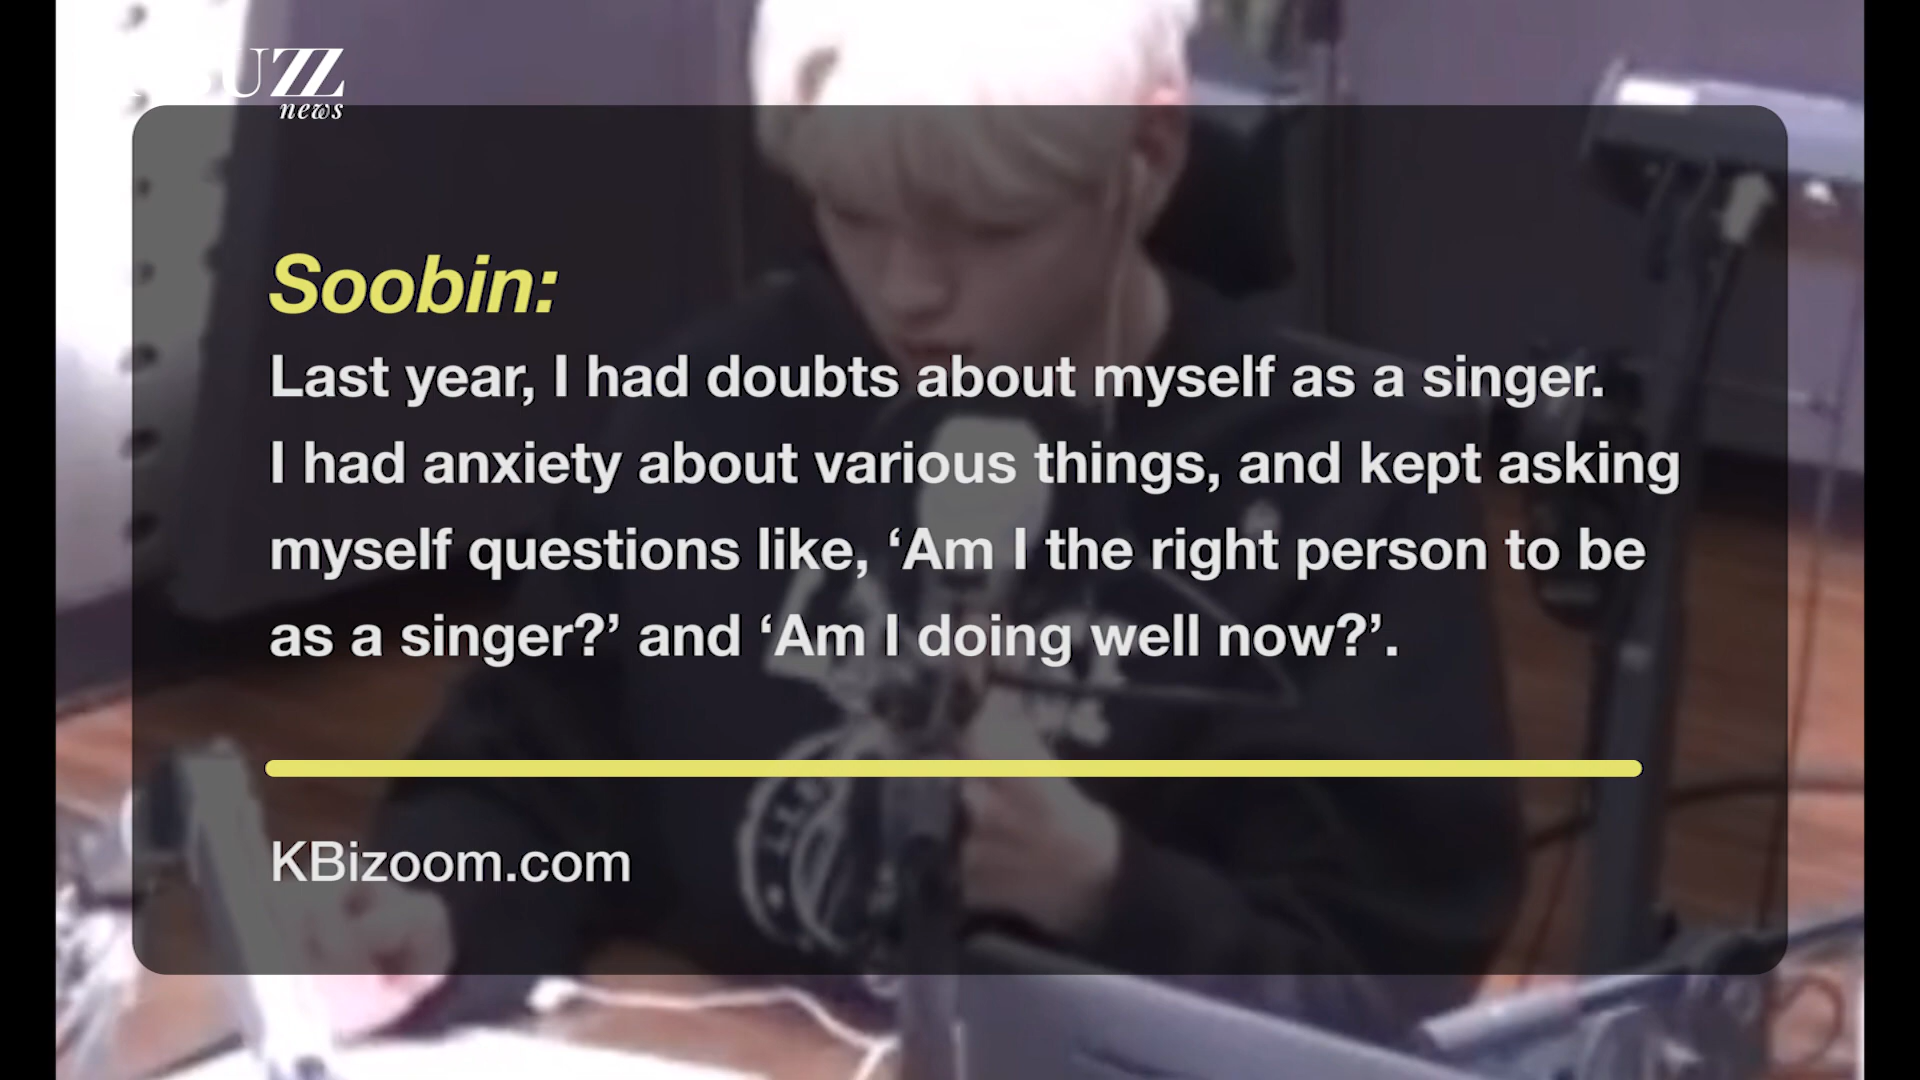 UZZ
news
Soobin:
Last year, I had doubts about myself as a singer.
I had anxiety about various things, and kept asking
myself questions like, ‘Am I the right person to be
as a singer?’ and ‘Am I doing well now?’.
KBizoom.com